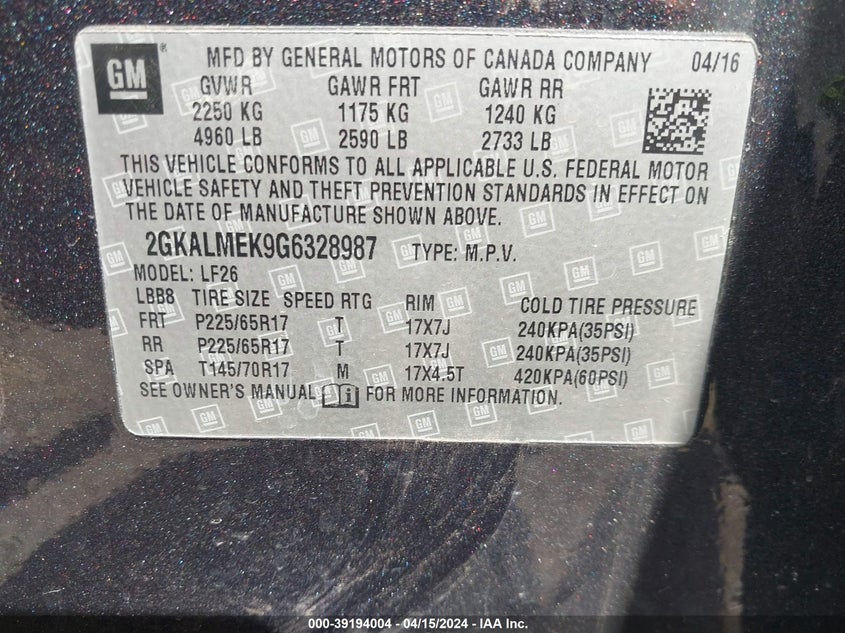 GM
MFD BY GENERAL MOTORS OF CANADA COMPANY 04/16
GVWR GAWR FRT GAWR RR
2250 KG 1175 KG 1240 KG
4960 LB 2590 LB 2733 LB
THIS VEHICLE CONFORMS TO ALL APPLICABLE U.S. FEDERAL MOTOR
VEHICLE SAFETY AND THEFT PREVENTION STANDARDS IN EFFECT ON
THE DATE OF MANUFACTURE SHOWN ABOVE.
2GKALMEK9G6328987 TYPE: M.P.V.
MODEL: LF26
LBB8 TIRE SIZE SPEED RTG RIM COLD TIRE PRESSURE
FRT P225/65R17 T 17X7J 240KPA(35PSI)
RR P225/65R17 T 17X7J 240KPA(35PSI)
SPA T145/70R17 M 17X4.5T 420KPA(60PSI)
SEE OWNER'S MANUAL FOR MORE INFORMATION.
000-39194004 - 04/15/2024 - IAA Inc.